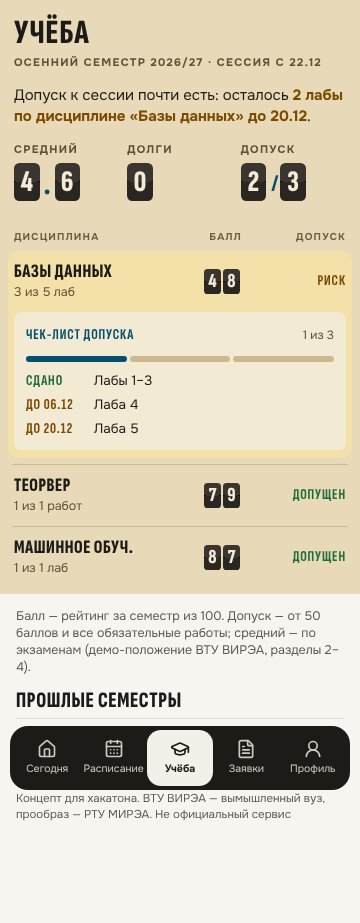 УЧЁБА
ОСЕННИЙ СЕМЕСТР 2026/27 · СЕССИЯ С 22.12
Допуск к сессии почти есть: осталось 2 лабы
по дисциплине «Базы данных» до 20.12.
СРЕДНИЙ ДОЛГИ ДОПУСК
4.6 0 2/3
ДИСЦИПЛИНА БАЛЛ ДОПУСК
БАЗЫ ДАННЫХ 48 РИСК
3 из 5 лаб
ЧЕК-ЛИСТ ДОПУСКА 1 из 3
СДАНО Лабы 1–3
ДО 06.12 Лаба 4
ДО 20.12 Лаба 5
ТЕОРВЕР 79 ДОПУЩЕН
1 из 1 работ
МАШИННОЕ ОБУЧ. 87 ДОПУЩЕН
1 из 1 лаб
Балл — рейтинг за семестр из 100. Допуск — от 50
баллов и все обязательные работы; средний — по
экзаменам (демо-положение ВТУ ВИРЭА, разделы 2–
4).
ПРОШЛЫЕ СЕМЕСТРЫ
Сегодня Расписание Учёба Заявки Профиль
Концепт для хакатона. ВТУ ВИРЭА — вымышленный вуз,
прообраз — РТУ МИРЭА. Не официальный сервис